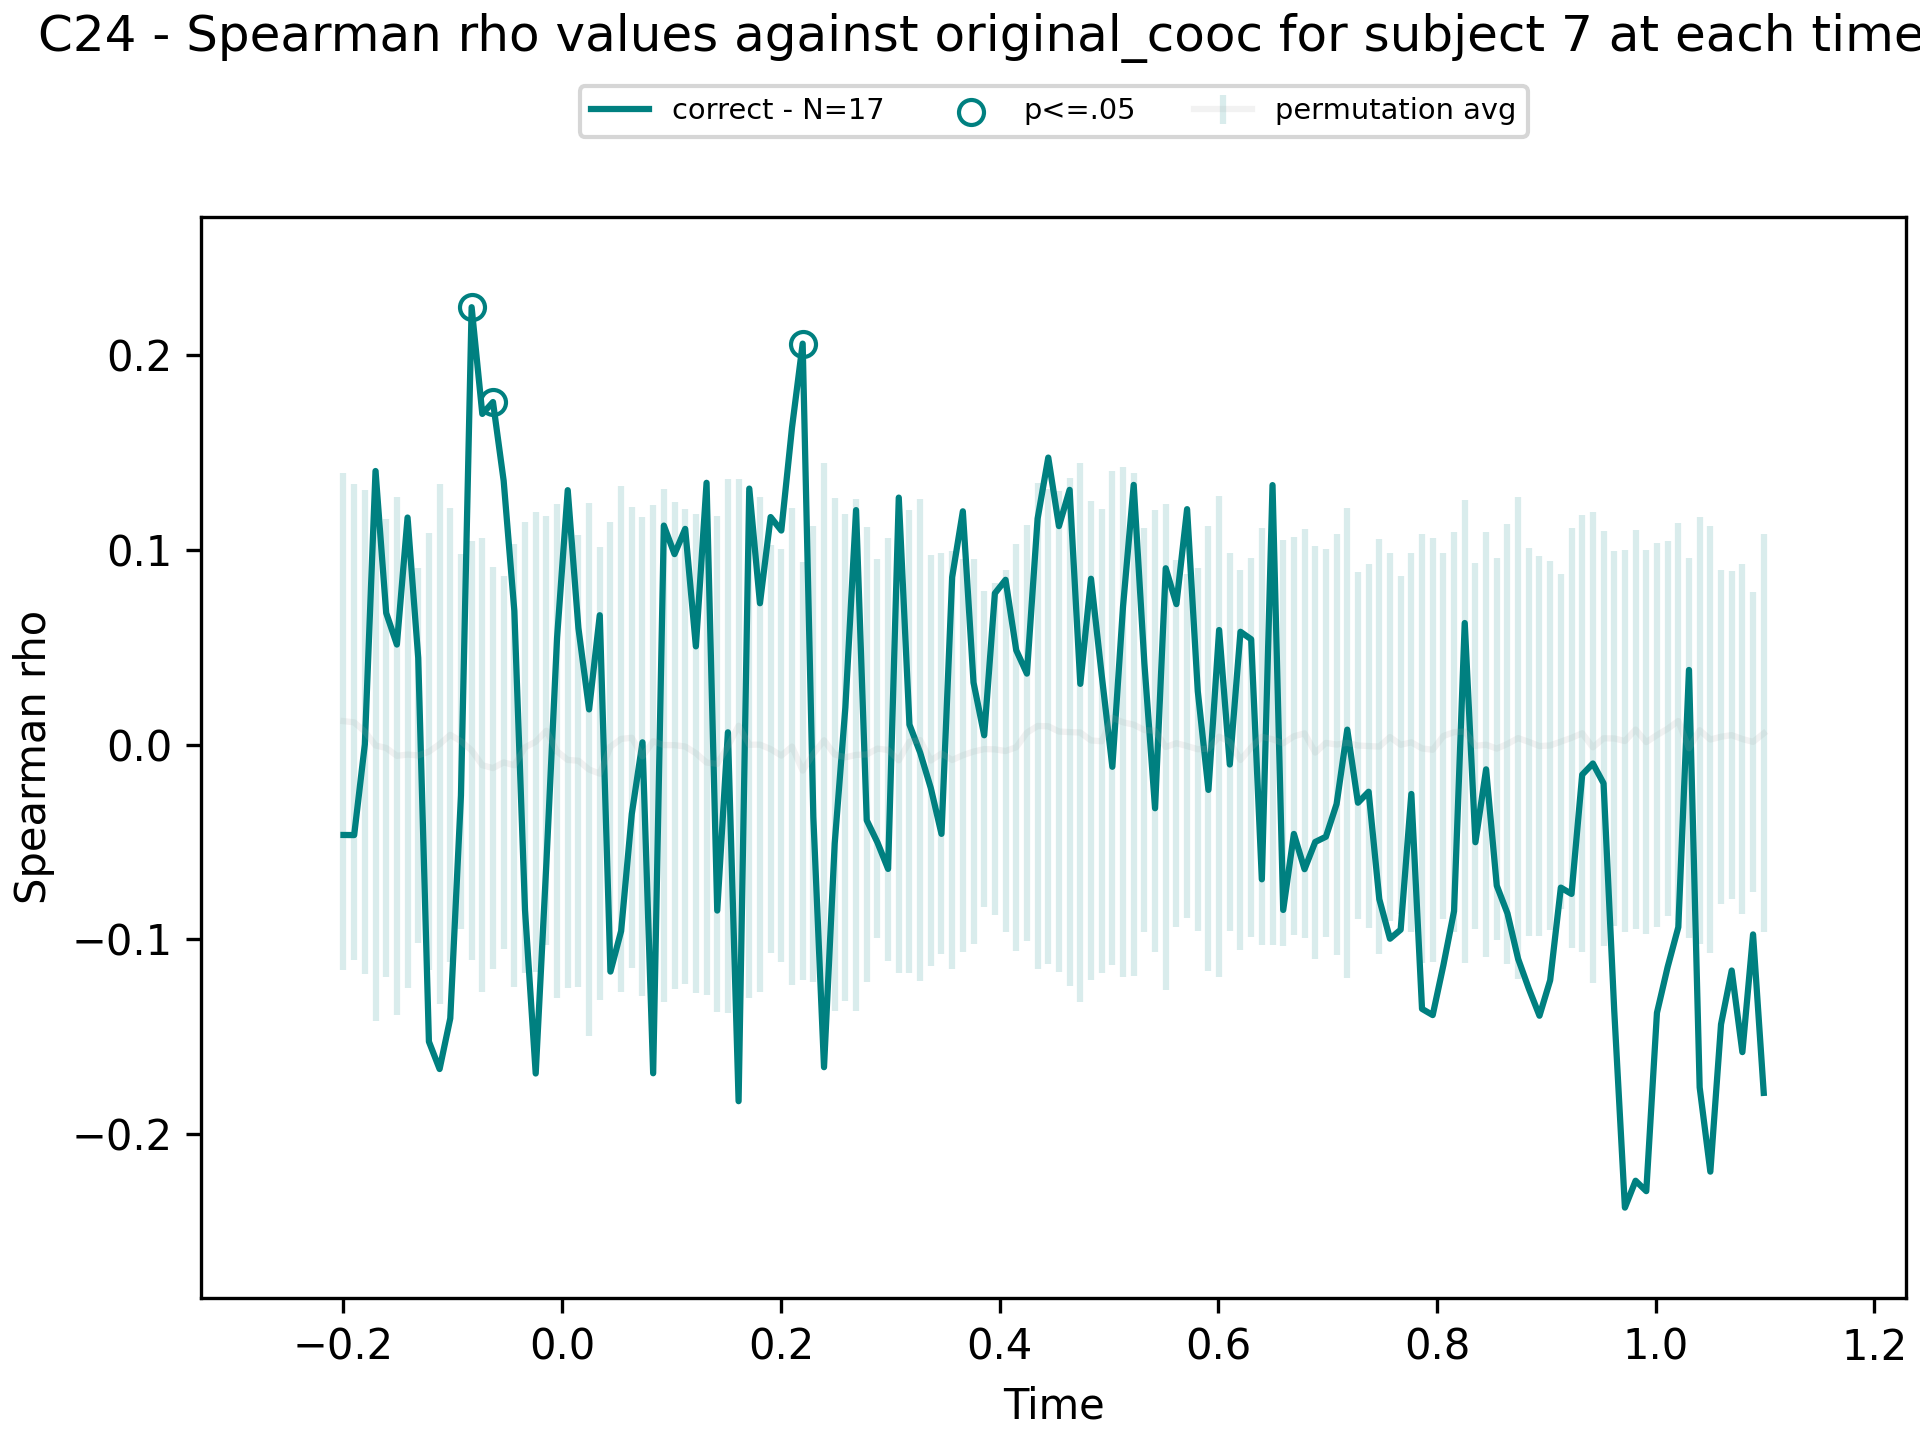 C24 - Spearman rho values against original_cooc for subject 7 at each time
correct - N=17 p<=.05 permutation avg
Spearman rho
0.2
0.1
0.0
−0.1
−0.2
−0.2 0.0 0.2 0.4 0.6 0.8 1.0 1.2
Time